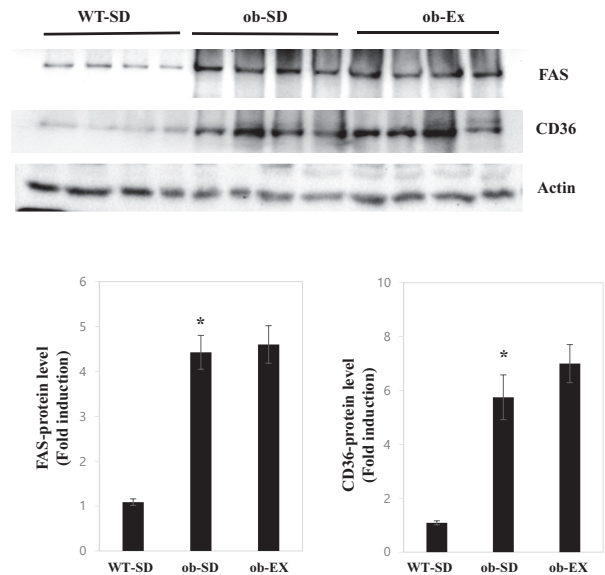 WT-SD ob-SD ob-Ex
FAS
CD36
Actin
6
5
4
3
2
1
0
FAS-protein level
(Fold induction)
*
WT-SD ob-SD ob-EX
10
8
6
4
2
0
CD36-protein level
(Fold induction)
*
WT-SD ob-SD ob-EX